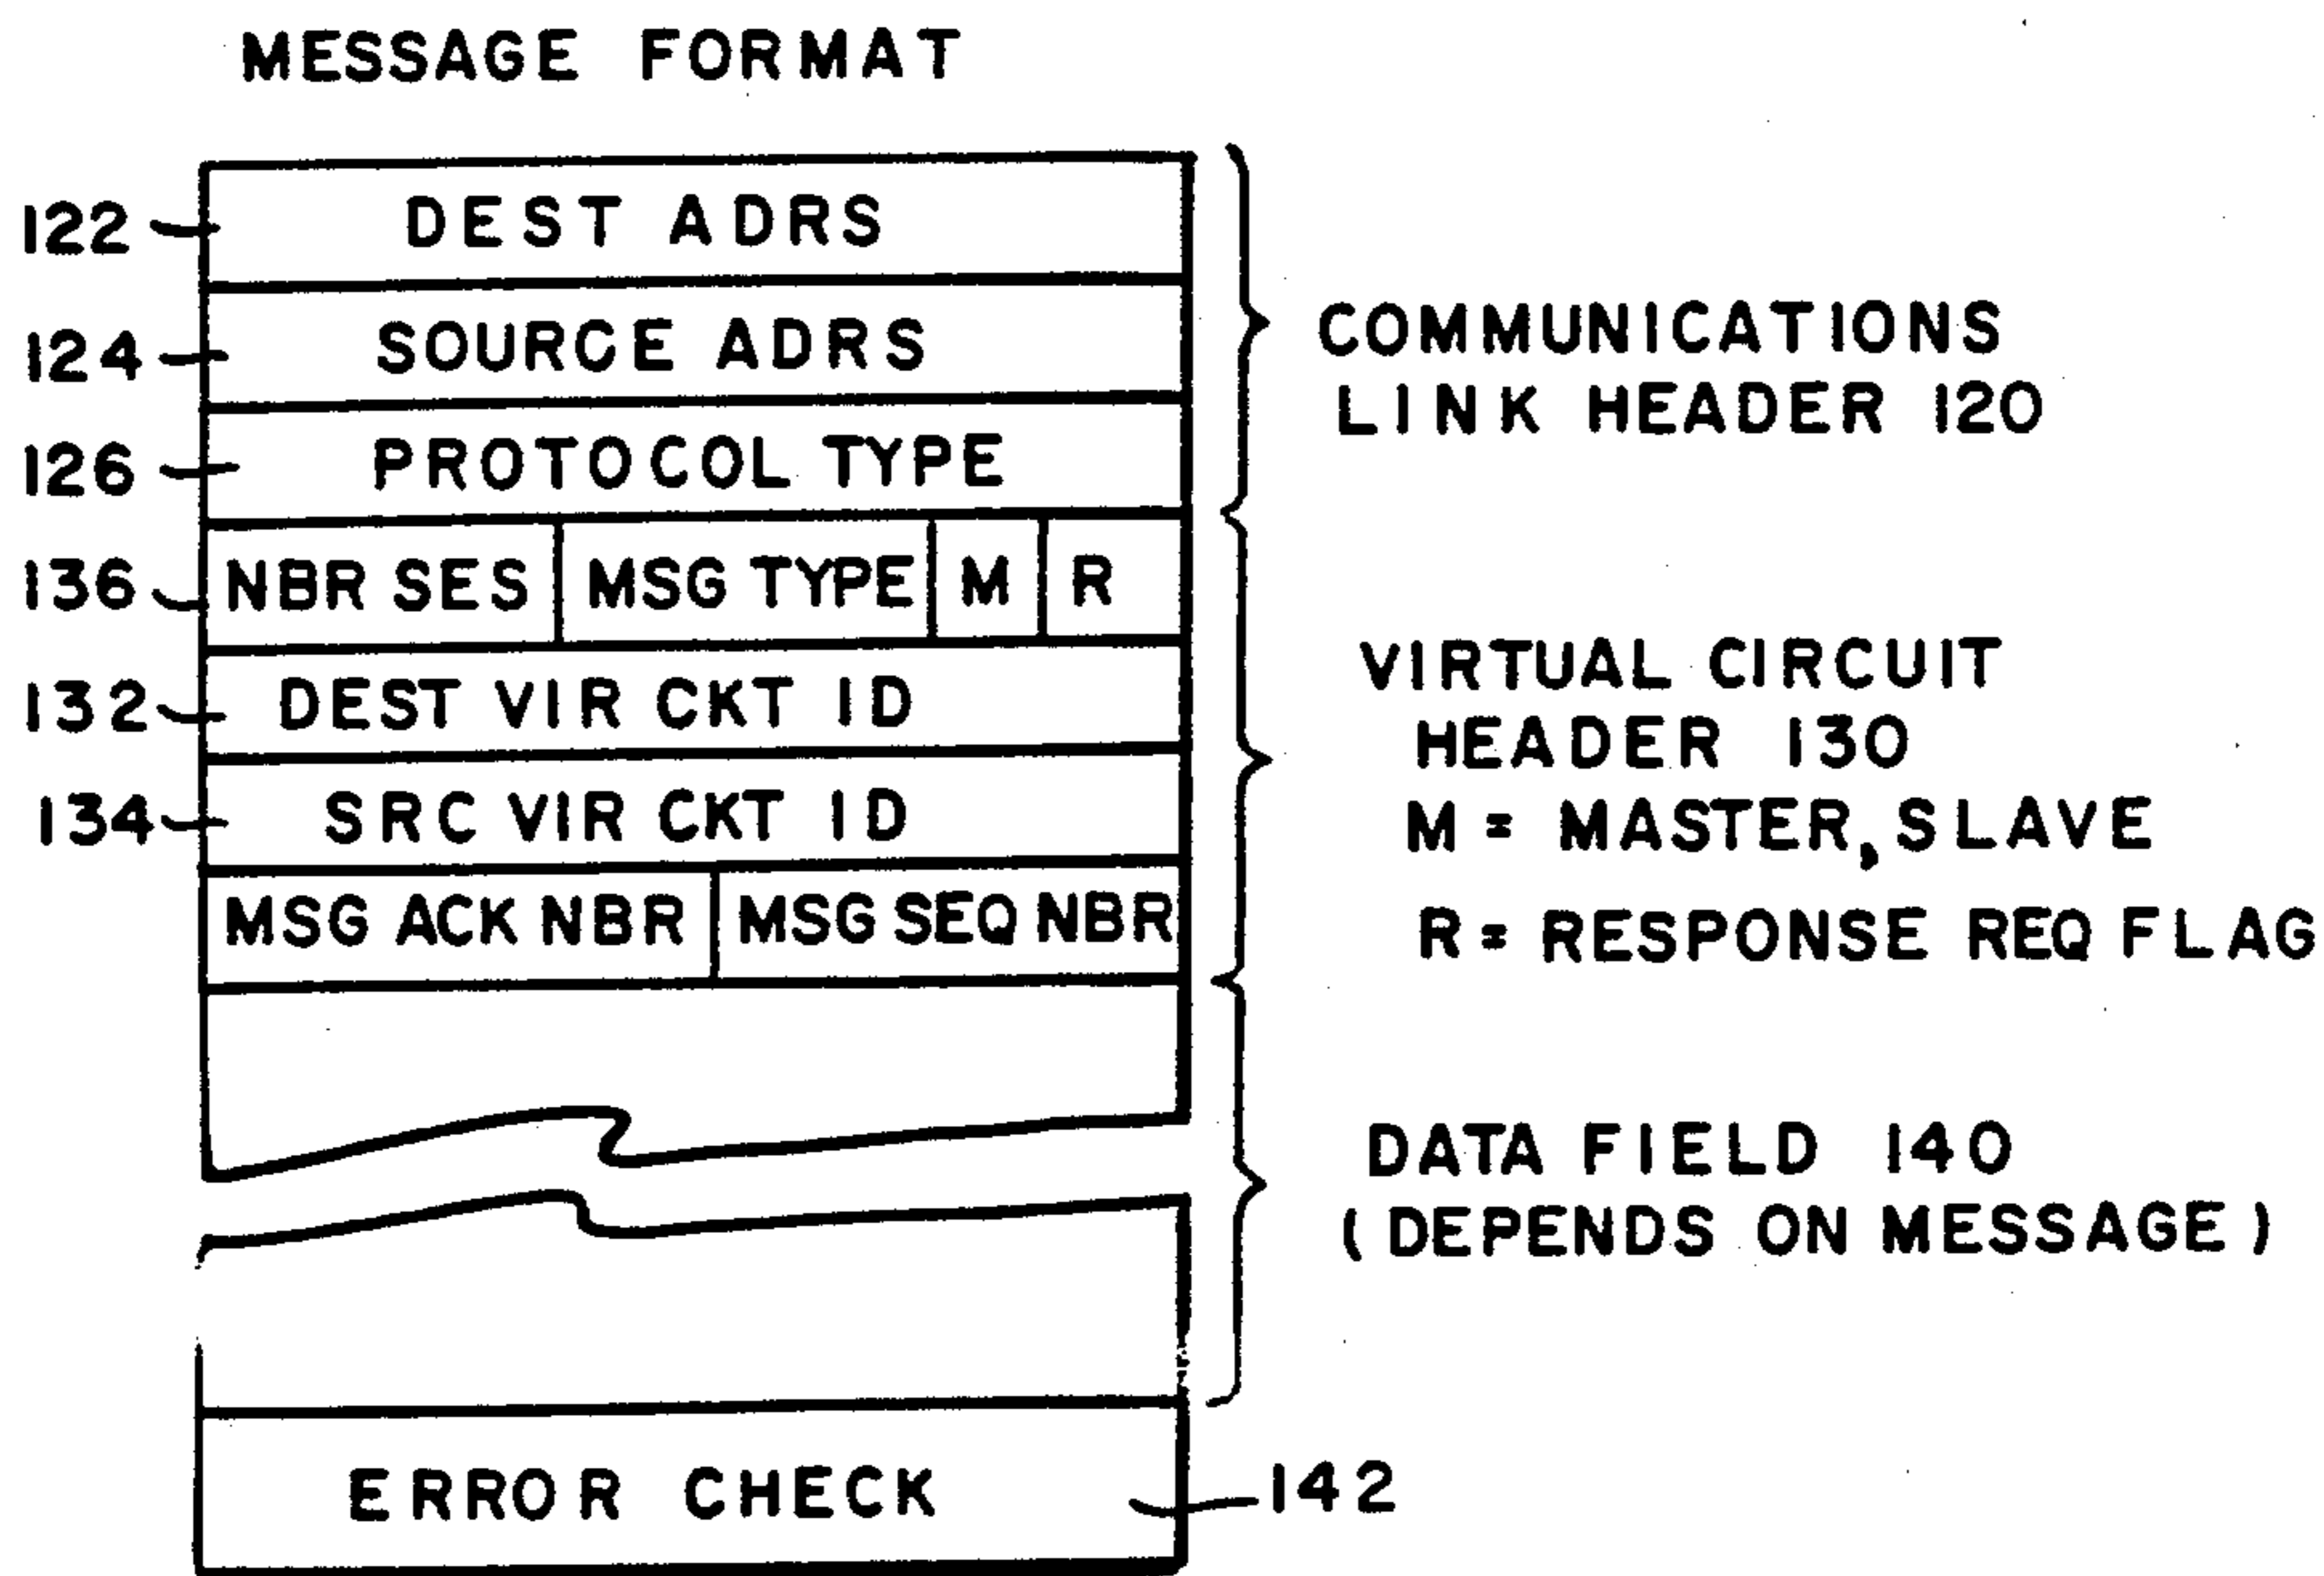 MESSAGE FORMAT
122 DEST ADRS
124 SOURCE ADRS
126 PROTOCOL TYPE
COMMUNICATIONS
LINK HEADER 120
136 NBR SES MSG TYPE M R
132 DEST VIR CKT ID
134 SRC VIR CKT ID
MSG ACK NBR MSG SEQ NBR
VIRTUAL CIRCUIT
HEADER 130
M = MASTER, SLAVE
R = RESPONSE REQ FLAG
DATA FIELD 140
(DEPENDS ON MESSAGE)
ERROR CHECK 142